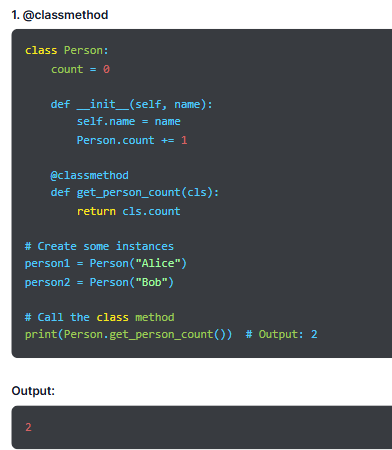 1. @classmethod
class Person:
    count = 0
    def __init__(self, name):
        self.name = name
        Person.count += 1
    @classmethod
    def get_person_count(cls):
        return cls.count
# Create some instances
person1 = Person("Alice")
person2 = Person("Bob")
# Call the class method
print(Person.get_person_count())  # Output: 2
Output:
2